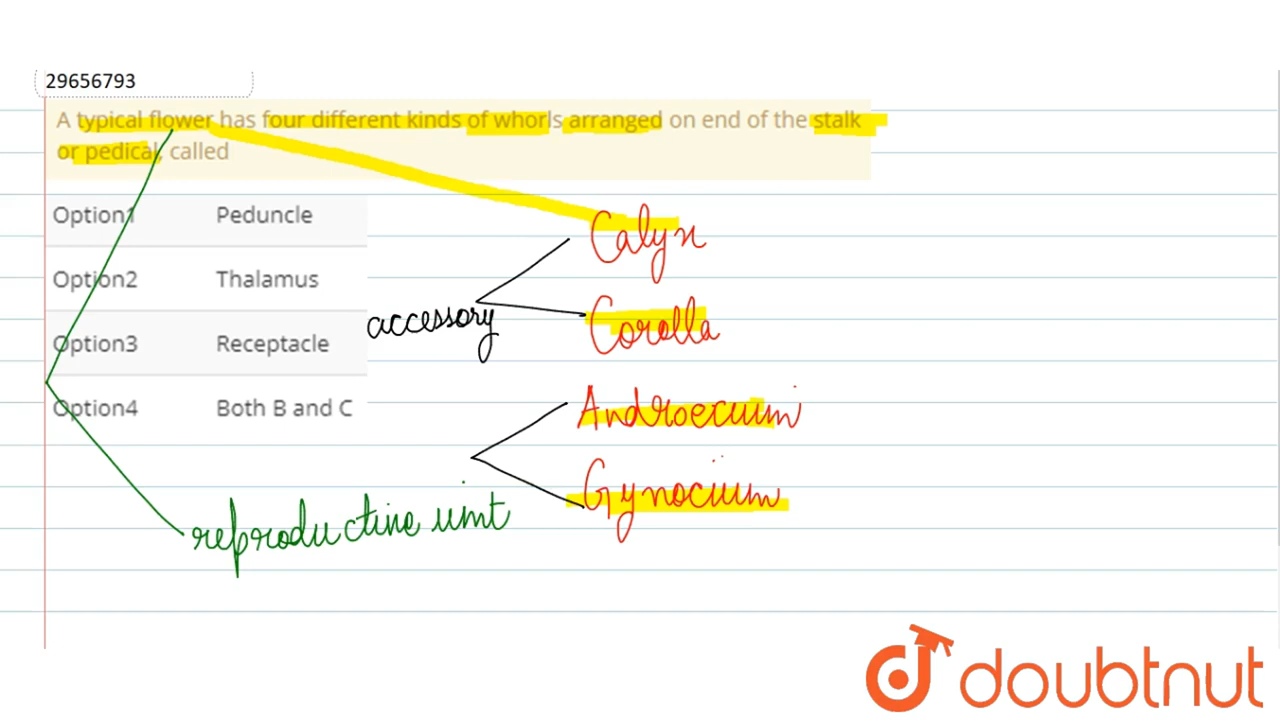 29656793
A typical flower has four different kinds of whorls arranged on end of the stalk
or pedical, called
Option1 Peduncle
Option2 Thalamus
Option3 Receptacle
Option4 Both B and C
Calyx
accessory
Corolla
Androecium
Gynocium
reproductive unit
doubtnut